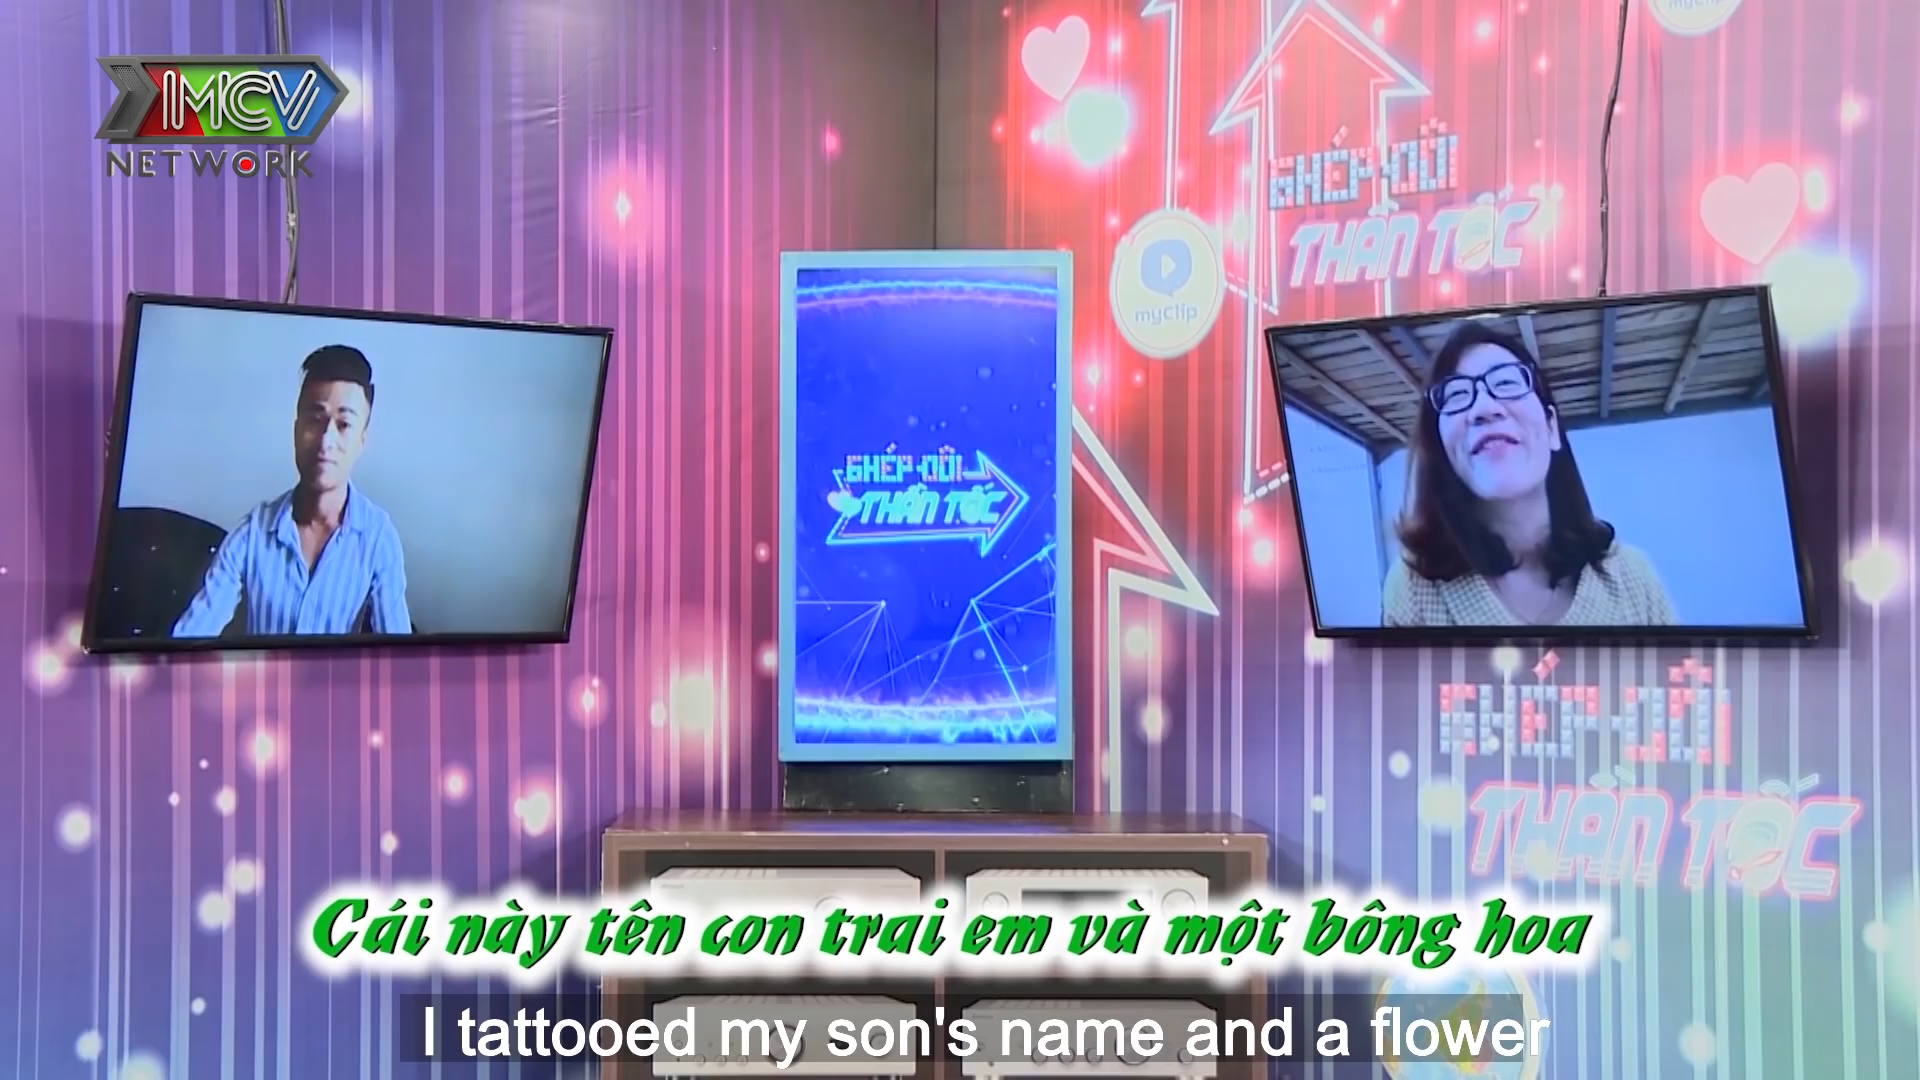 MCV
NETWORK
myclip
GHÉP ĐÔI
THẦN TỐC
myclip
GHÉP ĐÔI
THẦN TỐC
GHÉP ĐÔI
THẦN TỐC
Cái này tên con trai em và một bông hoa
I tattooed my son's name and a flower